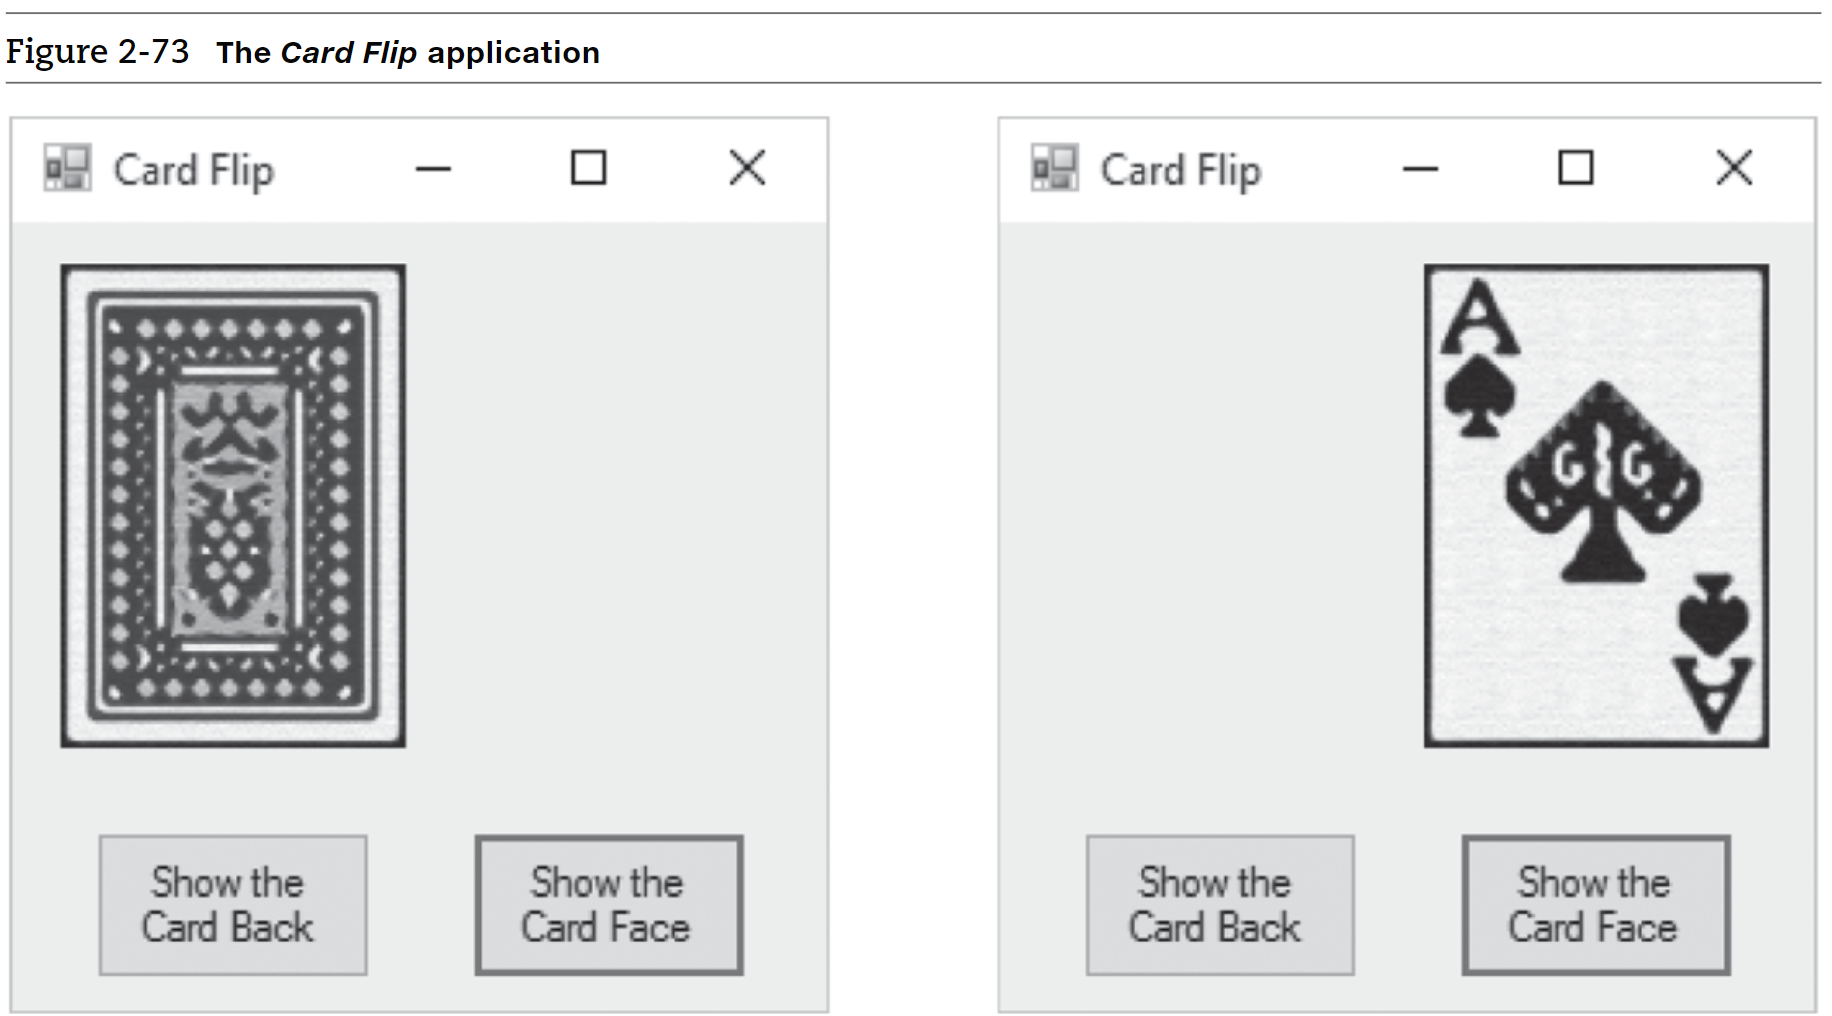 Figure 2-73 The Card Flip application
Card Flip
Show the
Card Back
Show the
Card Face
Card Flip
A
G G
A
Show the
Card Back
Show the
Card Face